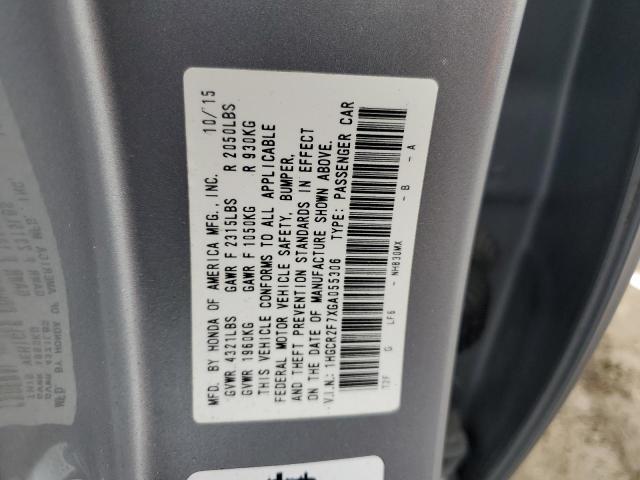 MFD. BY HONDA OF AMERICA MFG., INC. 10/15
GVWR 4321LBS GAWR F 2315LBS R 2050LBS
GVWR 1960KG GAWR F 1050KG R 930KG
THIS VEHICLE CONFORMS TO ALL APPLICABLE
FEDERAL MOTOR VEHICLE SAFETY, BUMPER,
AND THEFT PREVENTION STANDARDS IN EFFECT
ON THE DATE OF MANUFACTURE SHOWN ABOVE.
V.I.N.: 1HGCR2F7XGA055306 TYPE: PASSENGER CAR
T2F G LF6 - NH830MX - B - A